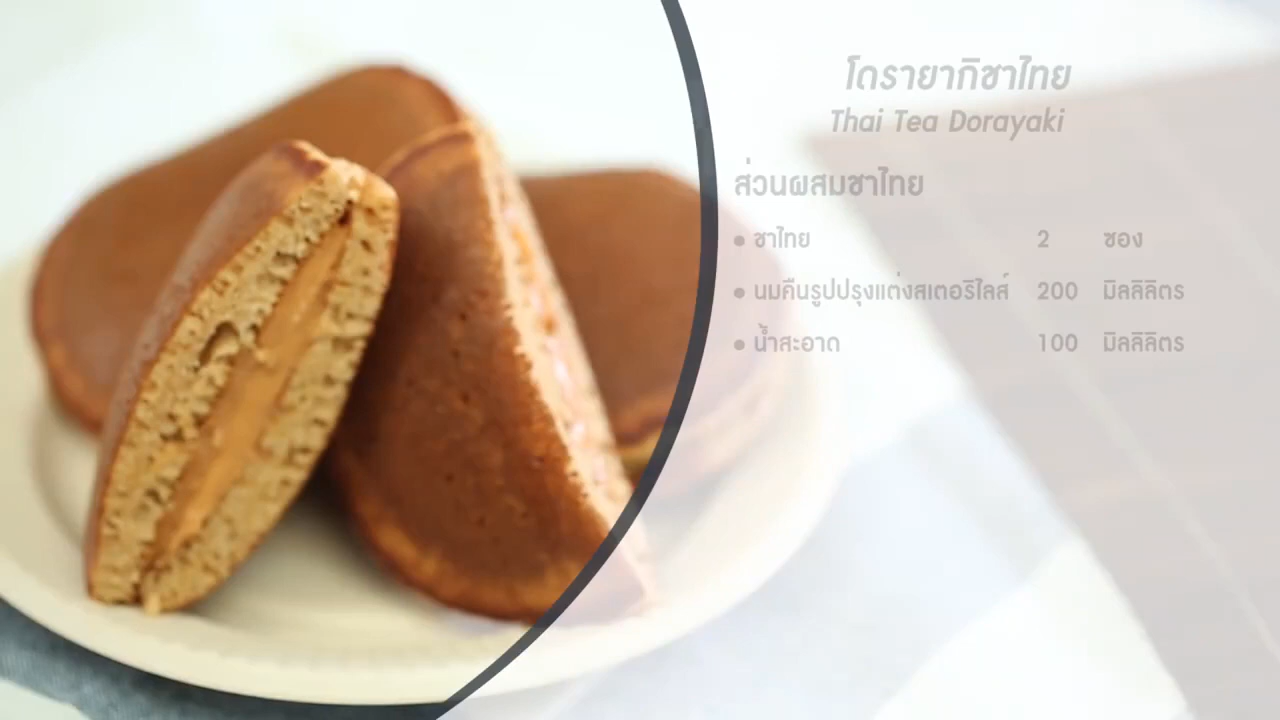 โดรายากิชาไทย
Thai Tea Dorayaki
ส่วนผสมชาไทย
• ชาไทย 2 ซอง
• นมคืนรูปปรุงแต่งสเตอริไลส์ 200 มิลลิลิตร
• น้ำสะอาด 100 มิลลิลิตร